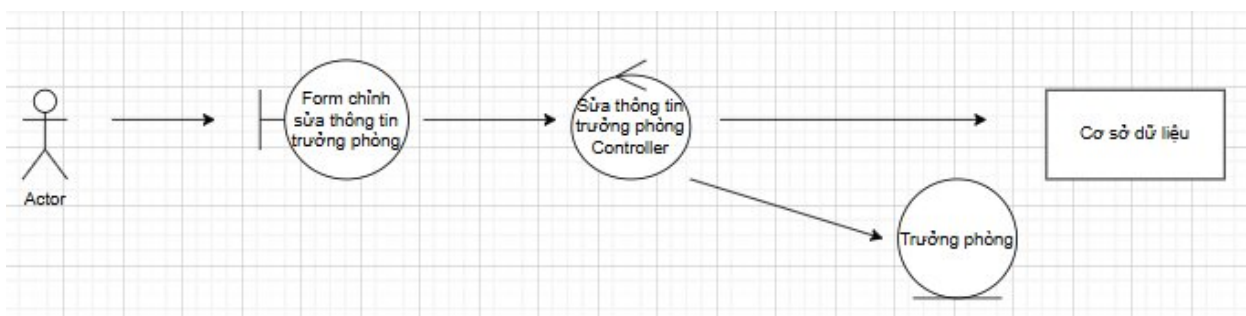 Actor
Form chỉnh
sửa thông tin
trưởng phòng
Sửa thông tin
trưởng phòng
Controller
Cơ sở dữ liệu
Trưởng phòng